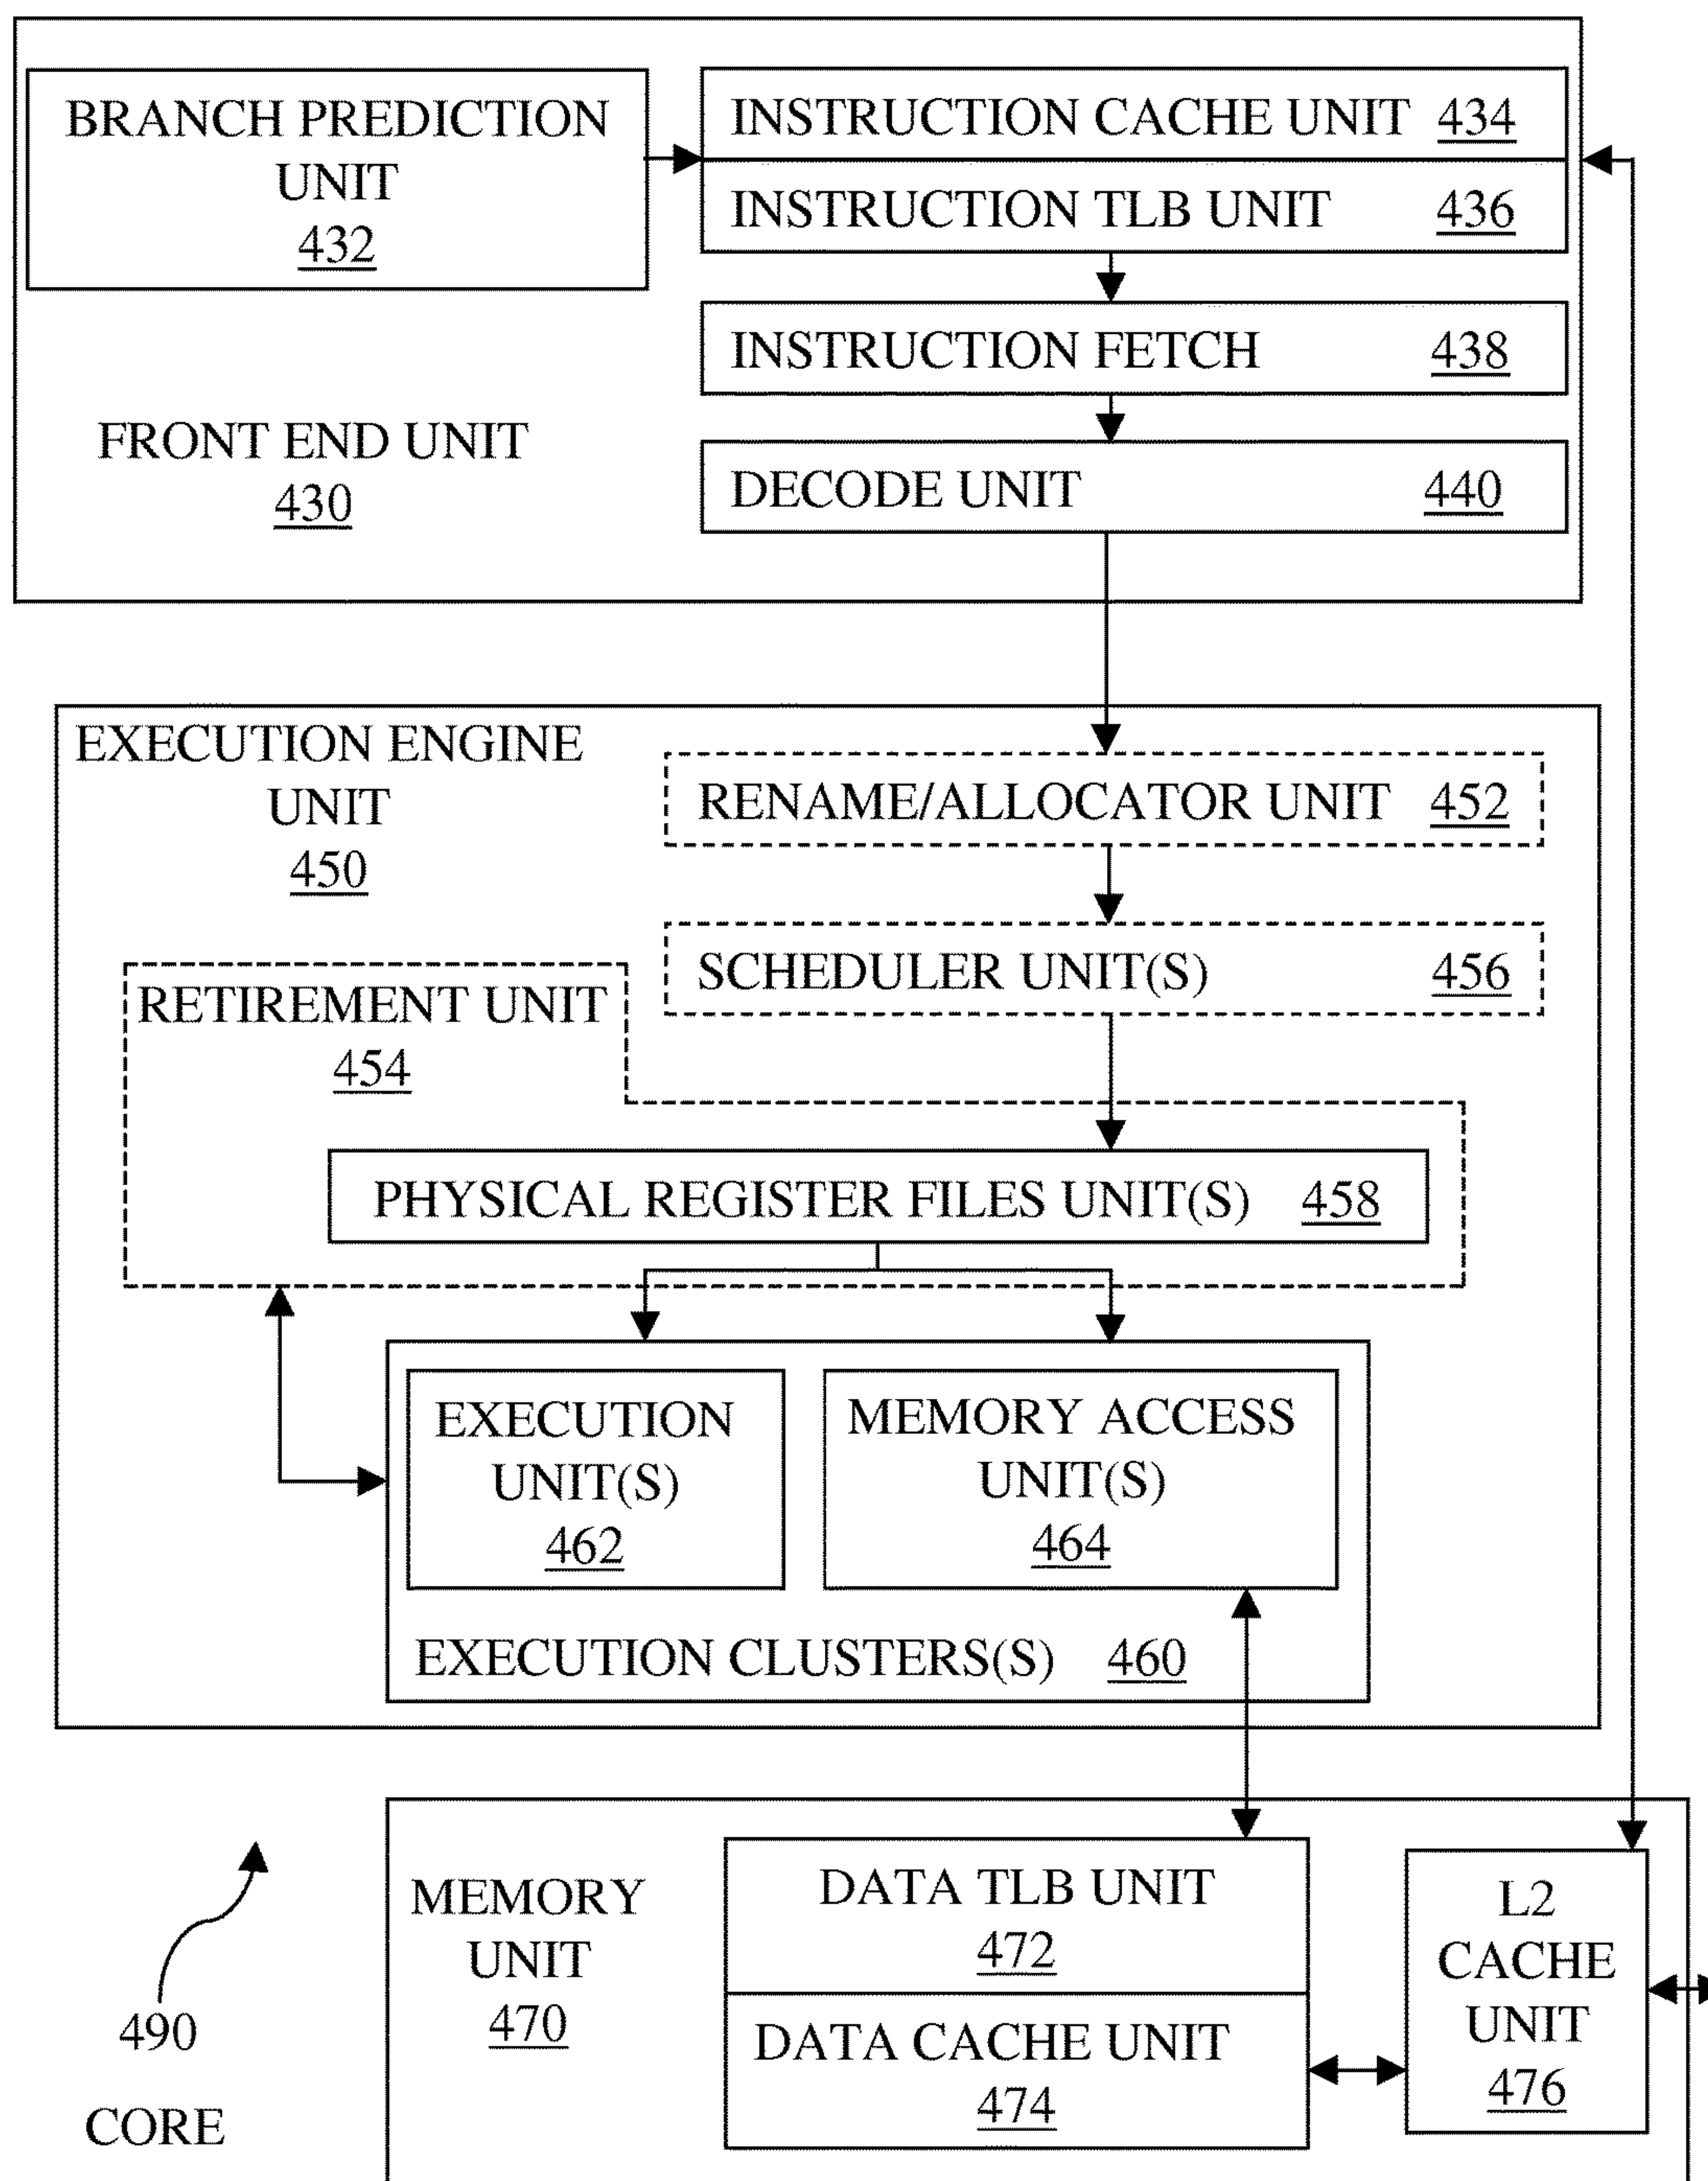 BRANCH PREDICTION
UNIT
432
INSTRUCTION CACHE UNIT 434
INSTRUCTION TLB UNIT 436
INSTRUCTION FETCH 438
FRONT END UNIT
430
DECODE UNIT 440
EXECUTION ENGINE
UNIT
450
RENAME/ALLOCATOR UNIT 452
SCHEDULER UNIT(S) 456
RETIREMENT UNIT
454
PHYSICAL REGISTER FILES UNIT(S) 458
EXECUTION
UNIT(S)
462
MEMORY ACCESS
UNIT(S)
464
EXECUTION CLUSTERS(S) 460
MEMORY
UNIT
470
DATA TLB UNIT
472
DATA CACHE UNIT
474
L2
CACHE
UNIT
476
490
CORE